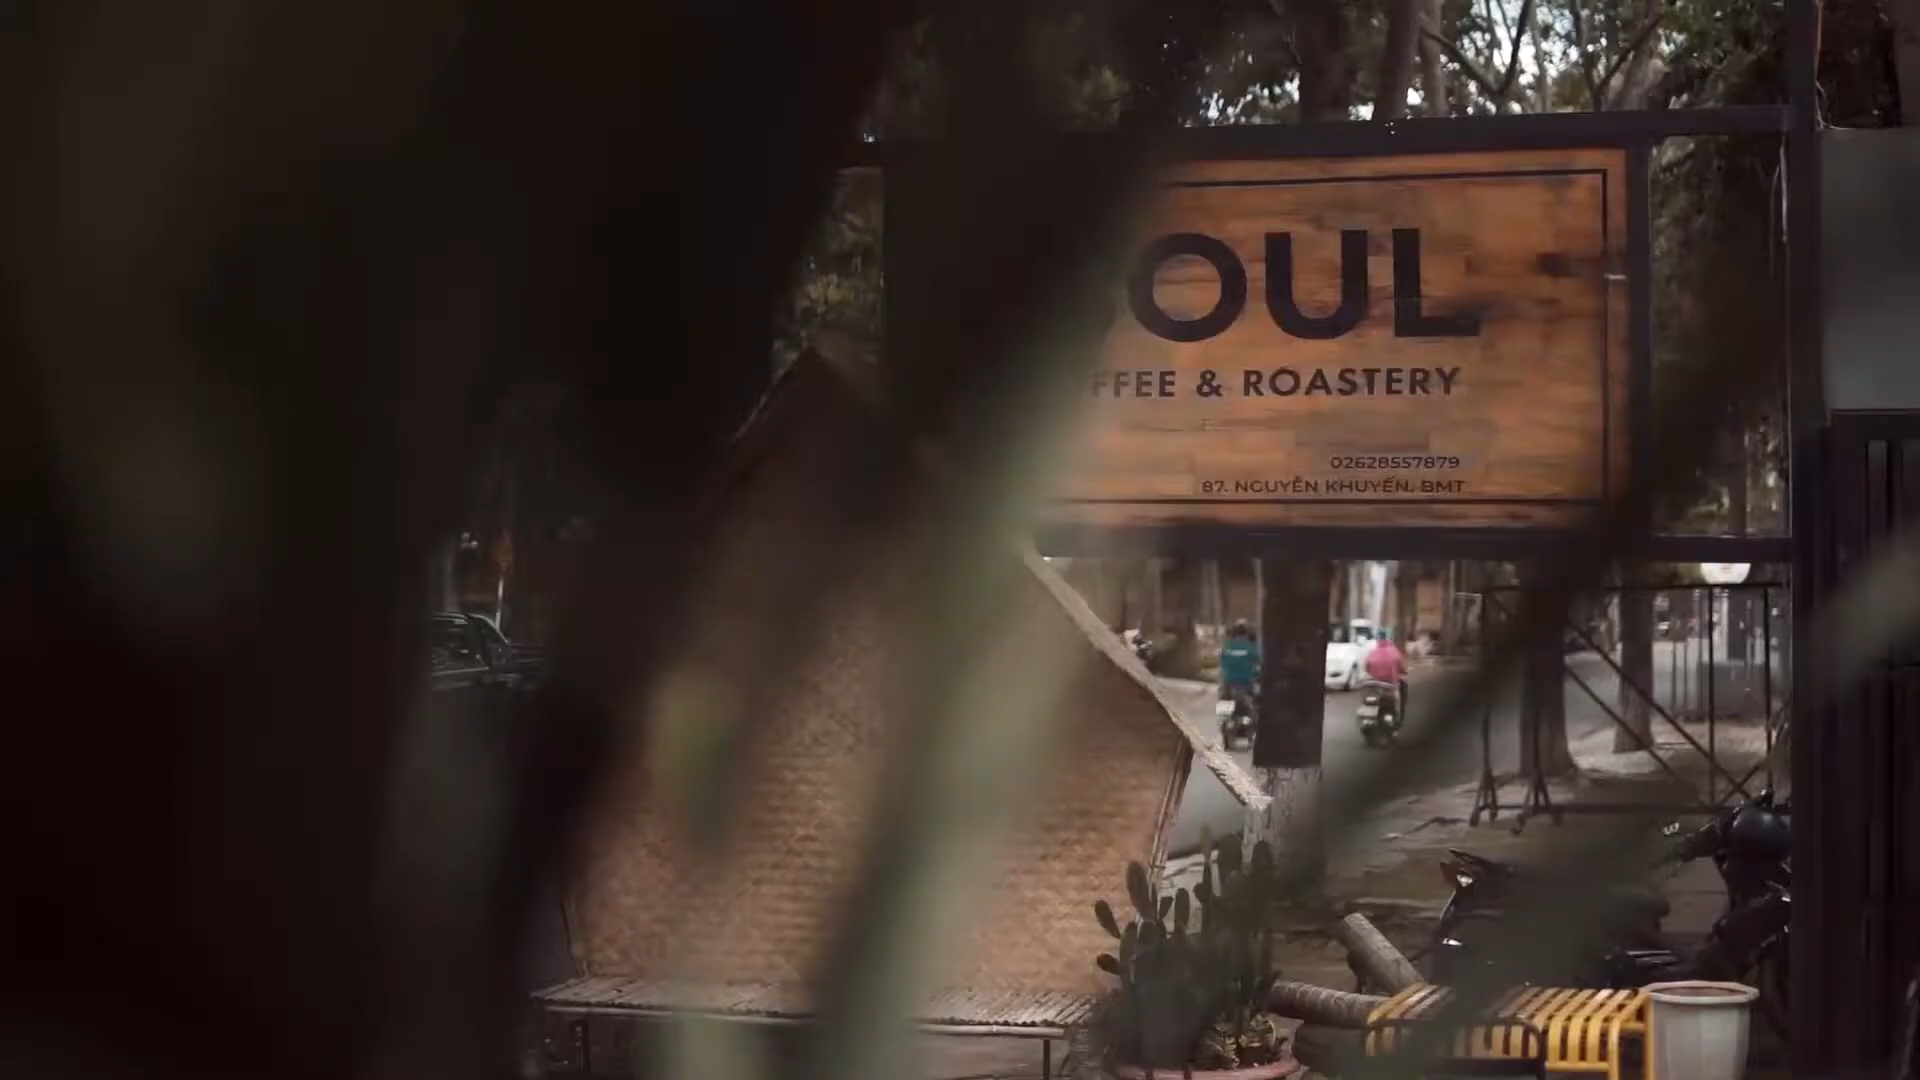 OUL
FFEE & ROASTERY
02628557879
87. NGUYỄN KHUYẾN. BMT